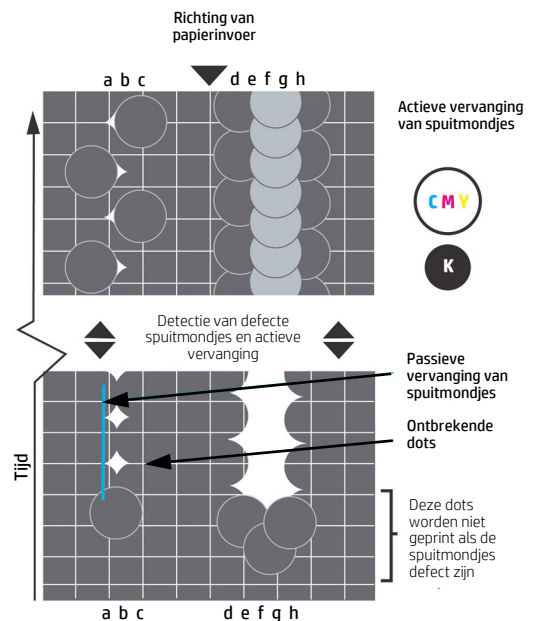 Richting van
papierinvoer
a b c
d e f g h
Actieve vervanging
van spuitmondjes
CMY
K
Detectie van defecte
spuitmondjes en actieve
vervanging
Passieve
vervanging van
spuitmondjes
Ontbrekende
dots
Tijd
Deze dots
worden niet
geprint als de
spuitmondjes
defect zijn
a b c
d e f g h